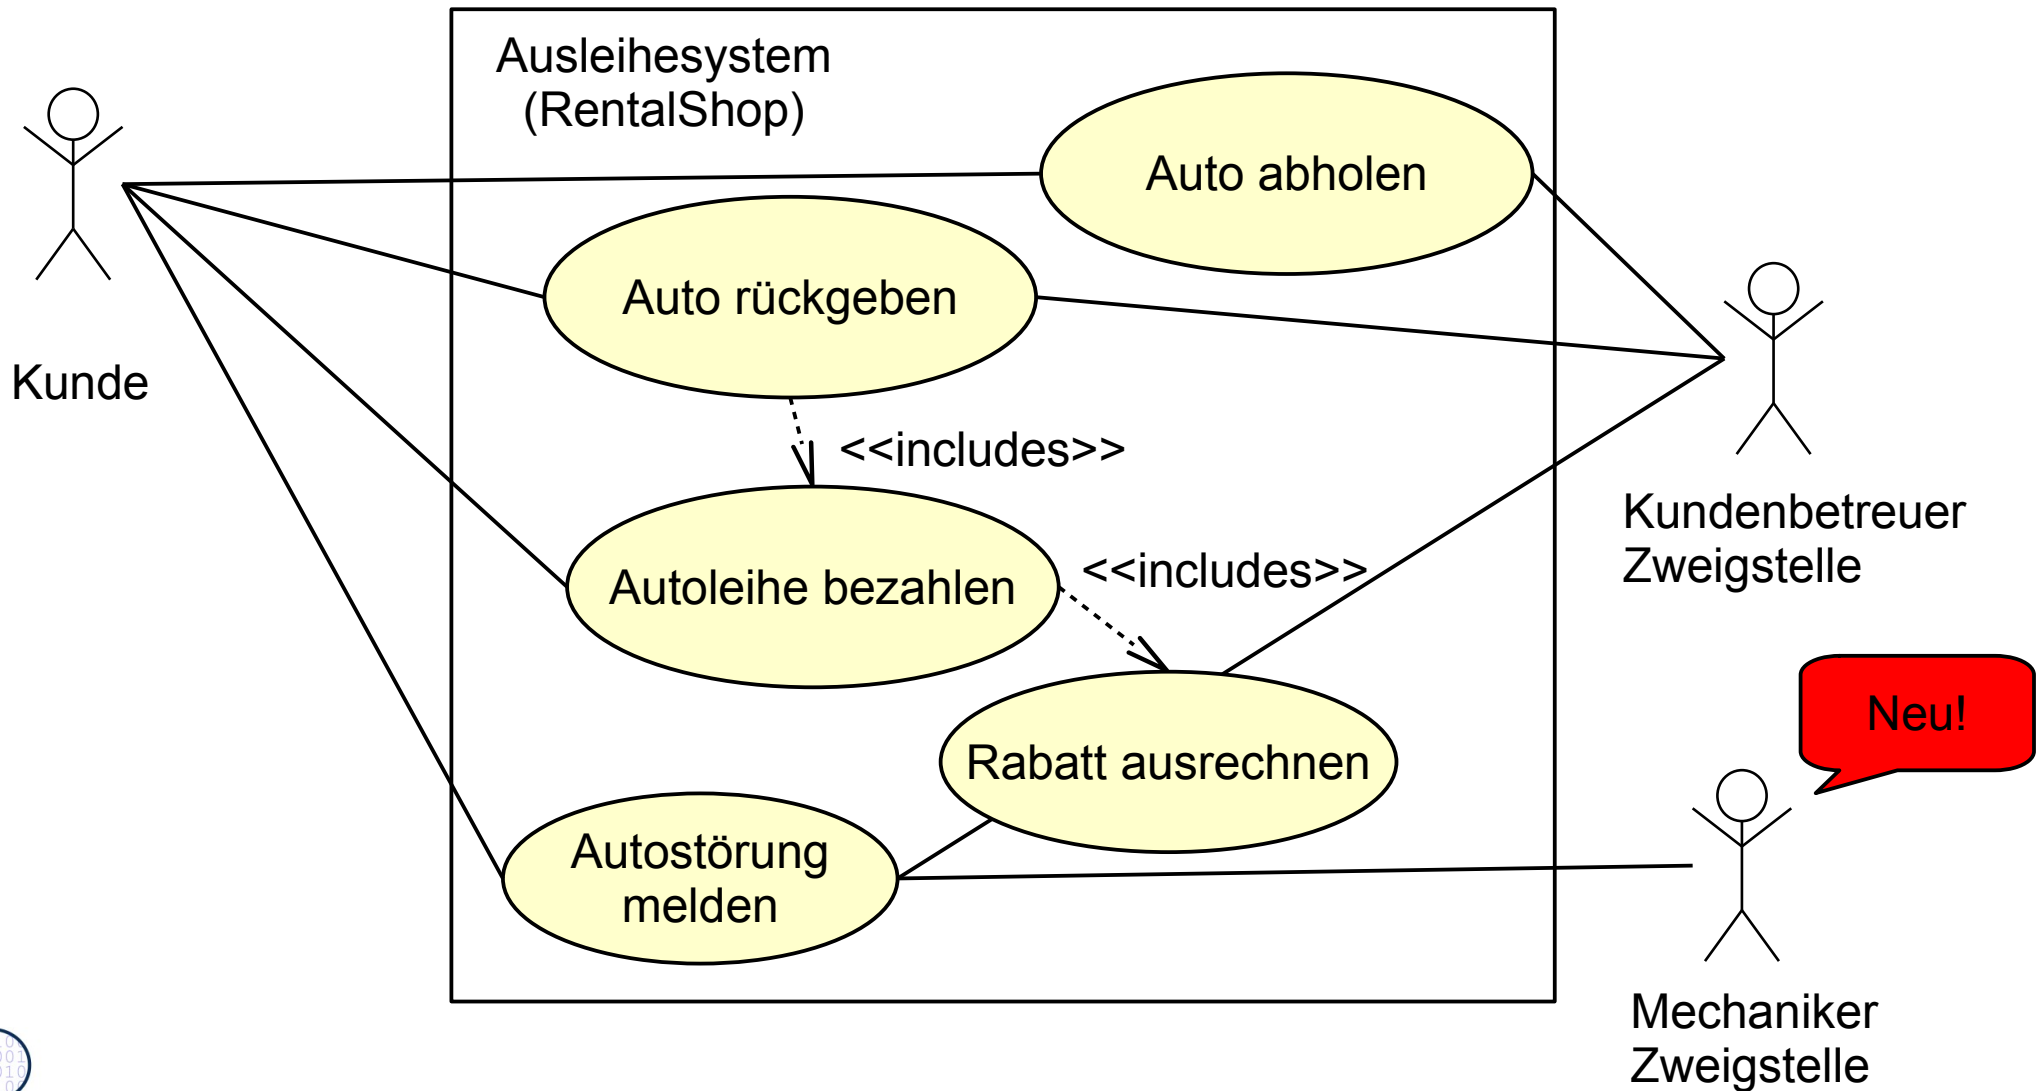 Ausleihesystem
(RentalShop)
Auto abholen
Auto rückgeben
Kunde
<<includes>>
Kundenbetreuer
Zweigstelle
<<includes>>
Autoleihe bezahlen
Neu!
Rabatt ausrechnen
Autostörung
melden
Mechaniker
Zweigstelle